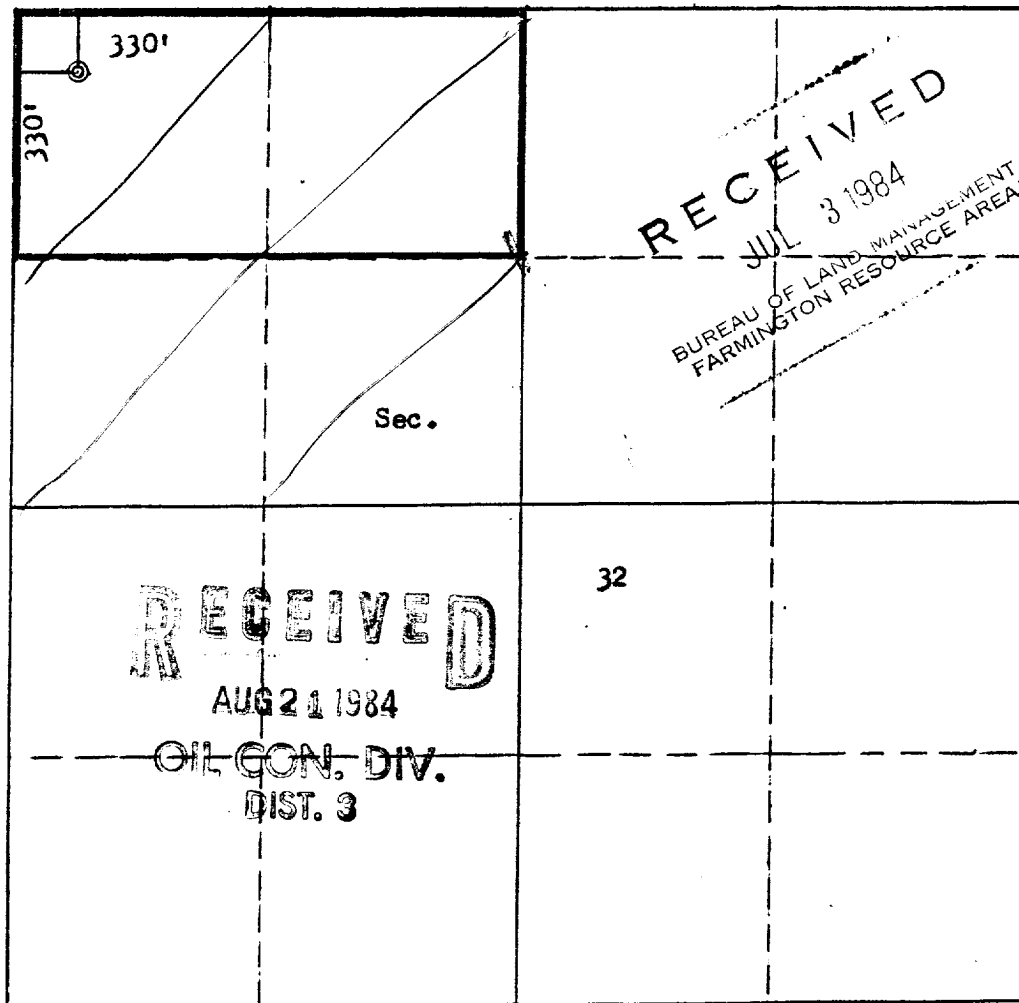 330'
330'
RECEIVED
JUL 3 1984
BUREAU OF LAND MANAGEMENT
FARMINGTON RESOURCE AREA
Sec.
32
RECEIVED
AUG 21 1984
OIL CON. DIV.
DIST. 3